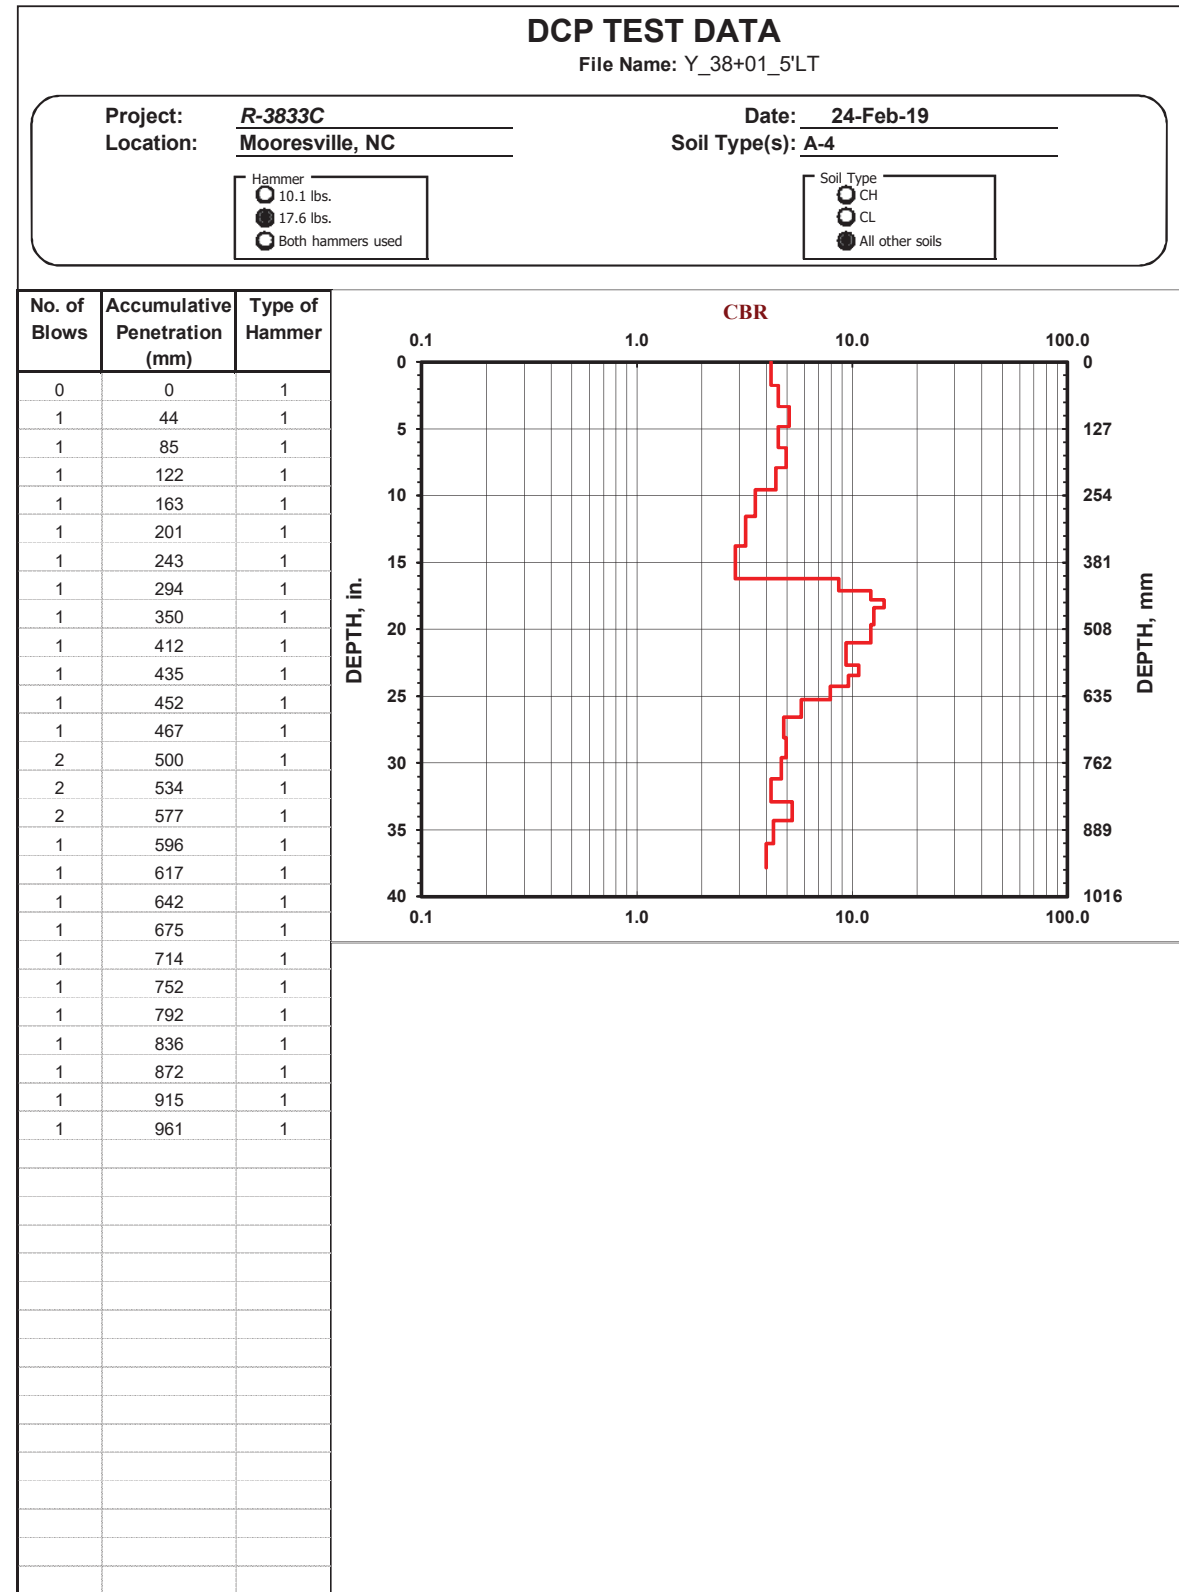 DCP TEST DATA
File Name: Y_38+01_5'LT
Project: R-3833C Date: 24-Feb-19
Location: Mooresville, NC Soil Type(s): A-4
Hammer
10.1 lbs.
17.6 lbs.
Both hammers used
Soil Type
CH
CL
All other soils
No. of Blows Accumulative Penetration (mm) Type of Hammer
0 0 1
1 44 1
1 85 1
1 122 1
1 163 1
1 201 1
1 243 1
1 294 1
1 350 1
1 412 1
1 435 1
1 452 1
1 467 1
2 500 1
2 534 1
2 577 1
1 596 1
1 617 1
1 642 1
1 675 1
1 714 1
1 752 1
1 792 1
1 836 1
1 872 1
1 915 1
1 961 1
CBR
0.1 1.0 10.0 100.0
0 0
5 127
10 254
15 381
20 508
25 635
30 762
35 889
40 1016
0.1 1.0 10.0 100.0
DEPTH, in.
DEPTH, mm